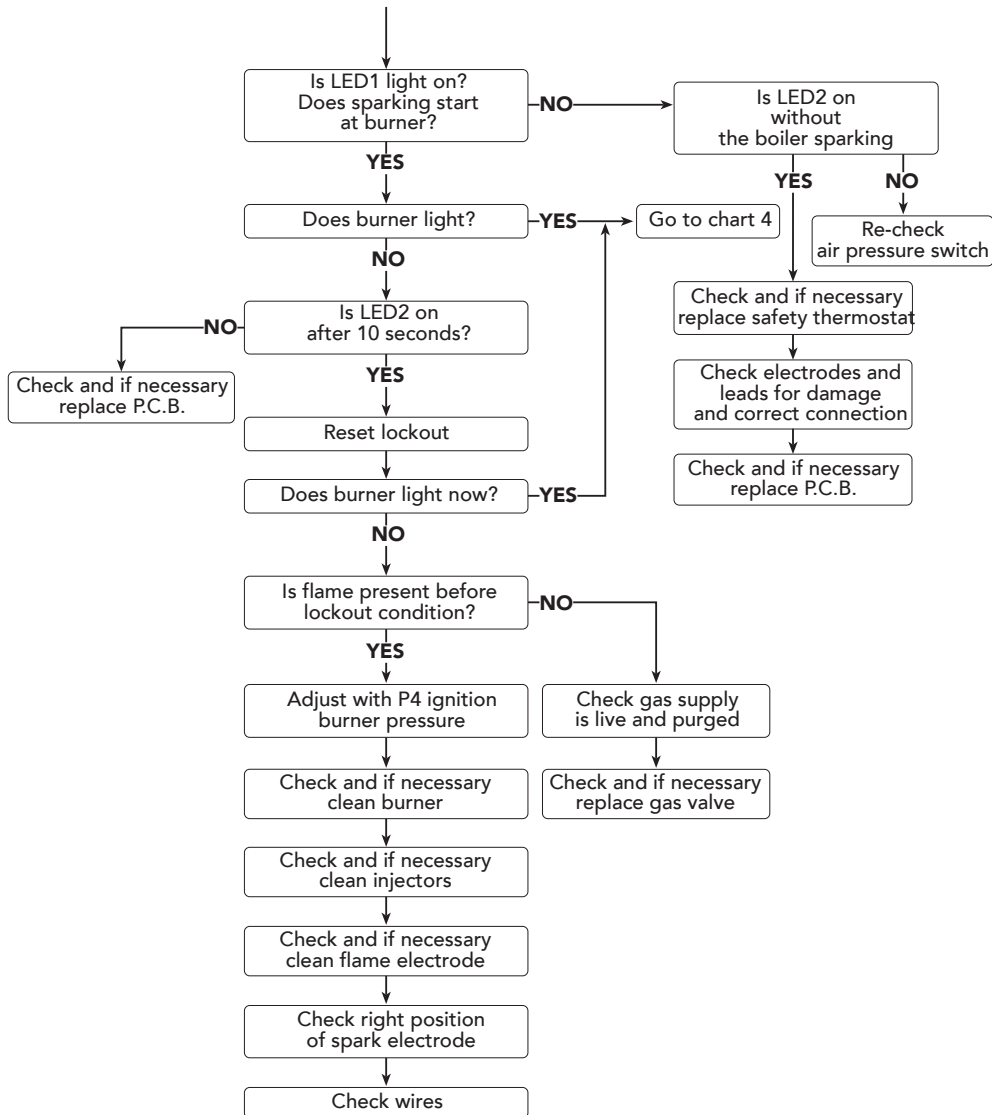 Is LED1 light on?
Does sparking start
at burner?
NO
Is LED2 on
without
the boiler sparking
YES
YES
NO
Does burner light?
YES
Go to chart 4
Re-check
air pressure switch
NO
Is LED2 on
after 10 seconds?
NO
Check and if necessary
replace safety thermostat
YES
Check and if necessary
replace P.C.B.
Check electrodes and
leads for damage
and correct connection
Reset lockout
Check and if necessary
replace P.C.B.
Does burner light now?
YES
NO
Is flame present before
lockout condition?
NO
YES
Adjust with P4 ignition
burner pressure
Check gas supply
is live and purged
Check and if necessary
clean burner
Check and if necessary
replace gas valve
Check and if necessary
clean injectors
Check and if necessary
clean flame electrode
Check right position
of spark electrode
Check wires